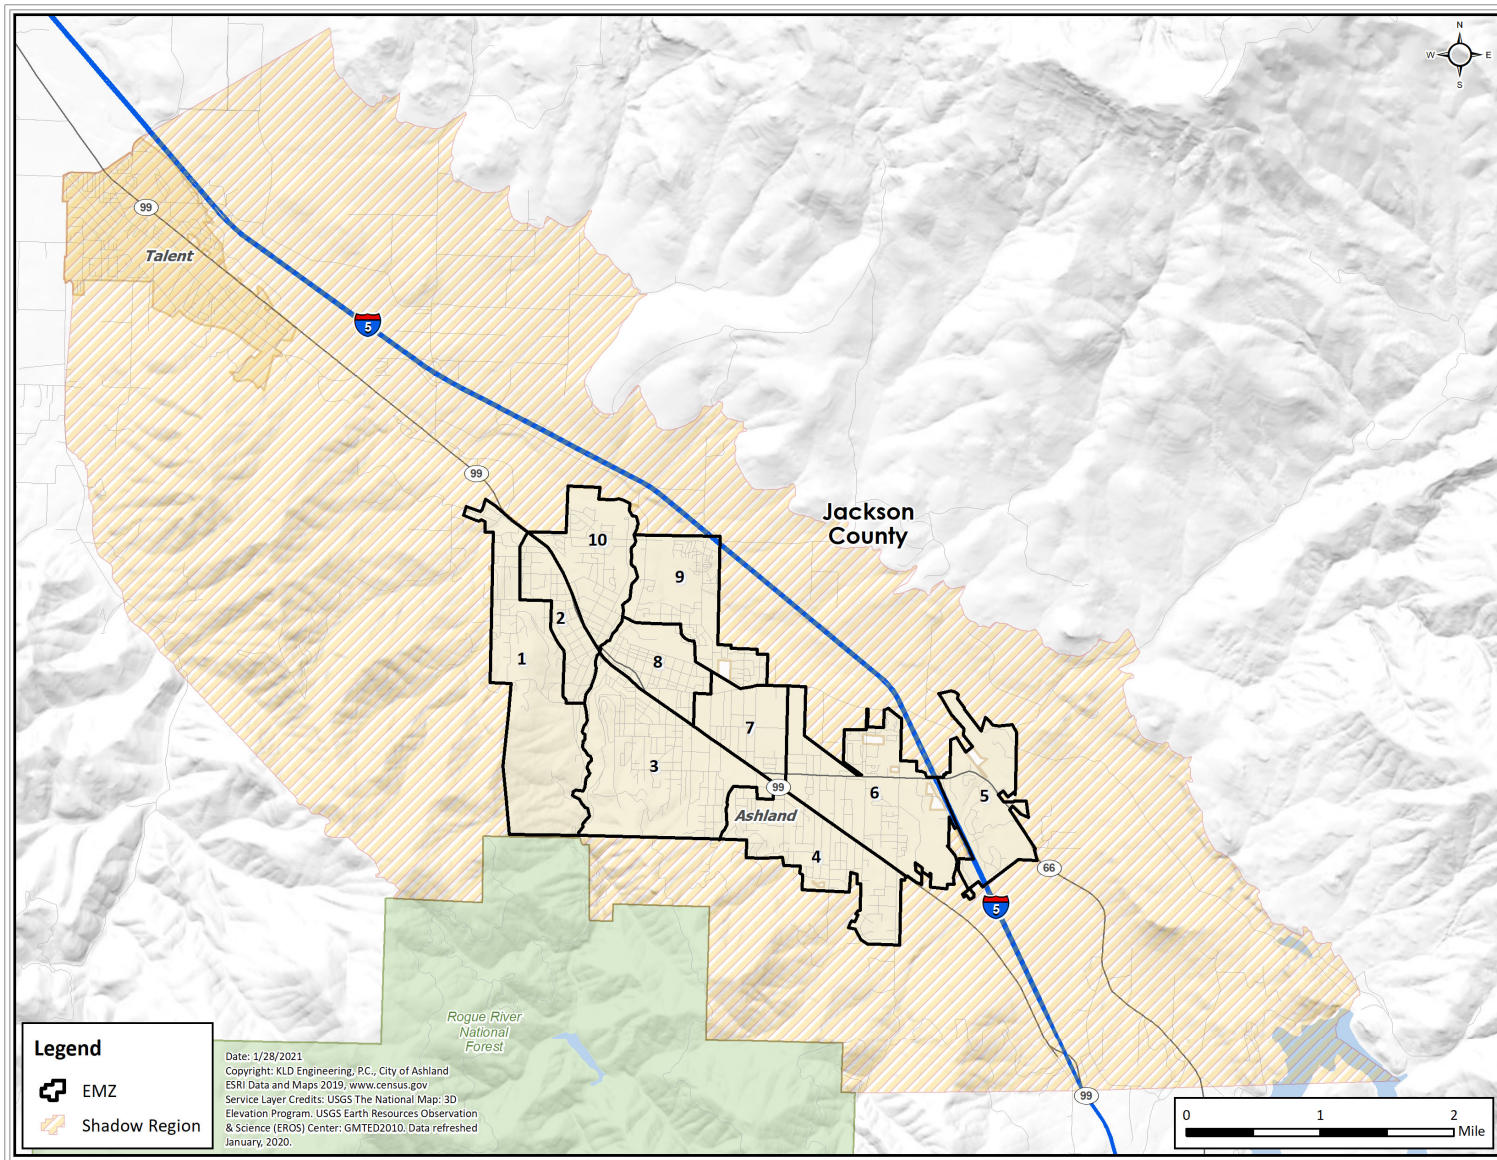 N
W
E
S
99
Talent
5
99
Jackson
County
10
9
2
1
8
7
3
99
6
5
Ashland
4
66
5
Rogue River
National
Forest
99
Legend
EMZ
Shadow Region
Date: 1/28/2021
Copyright: KLD Engineering, P.C., City of Ashland
ESRI Data and Maps 2019, www.census.gov
Service Layer Credits: USGS The National Map: 3D
Elevation Program. USGS Earth Resources Observation
& Science (EROS) Center: GMTED2010. Data refreshed
January, 2020.
0 1 2
Mile